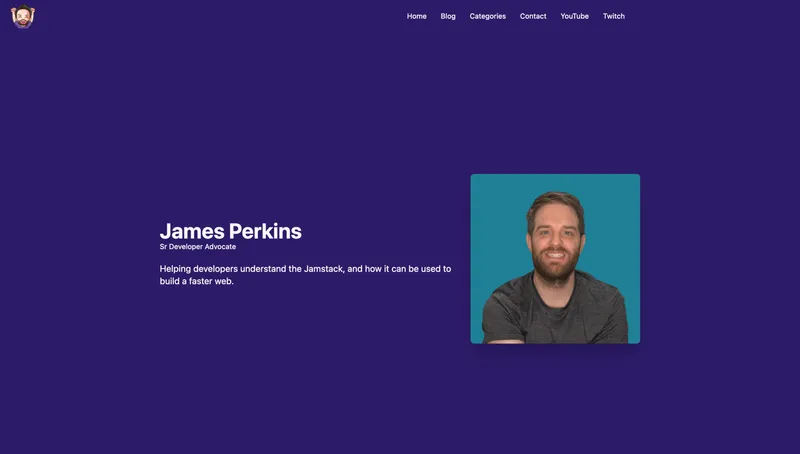 Home Blog Categories Contact YouTube Twitch
James Perkins
Sr Developer Advocate
Helping developers understand the Jamstack, and how it can be used to
build a faster web.